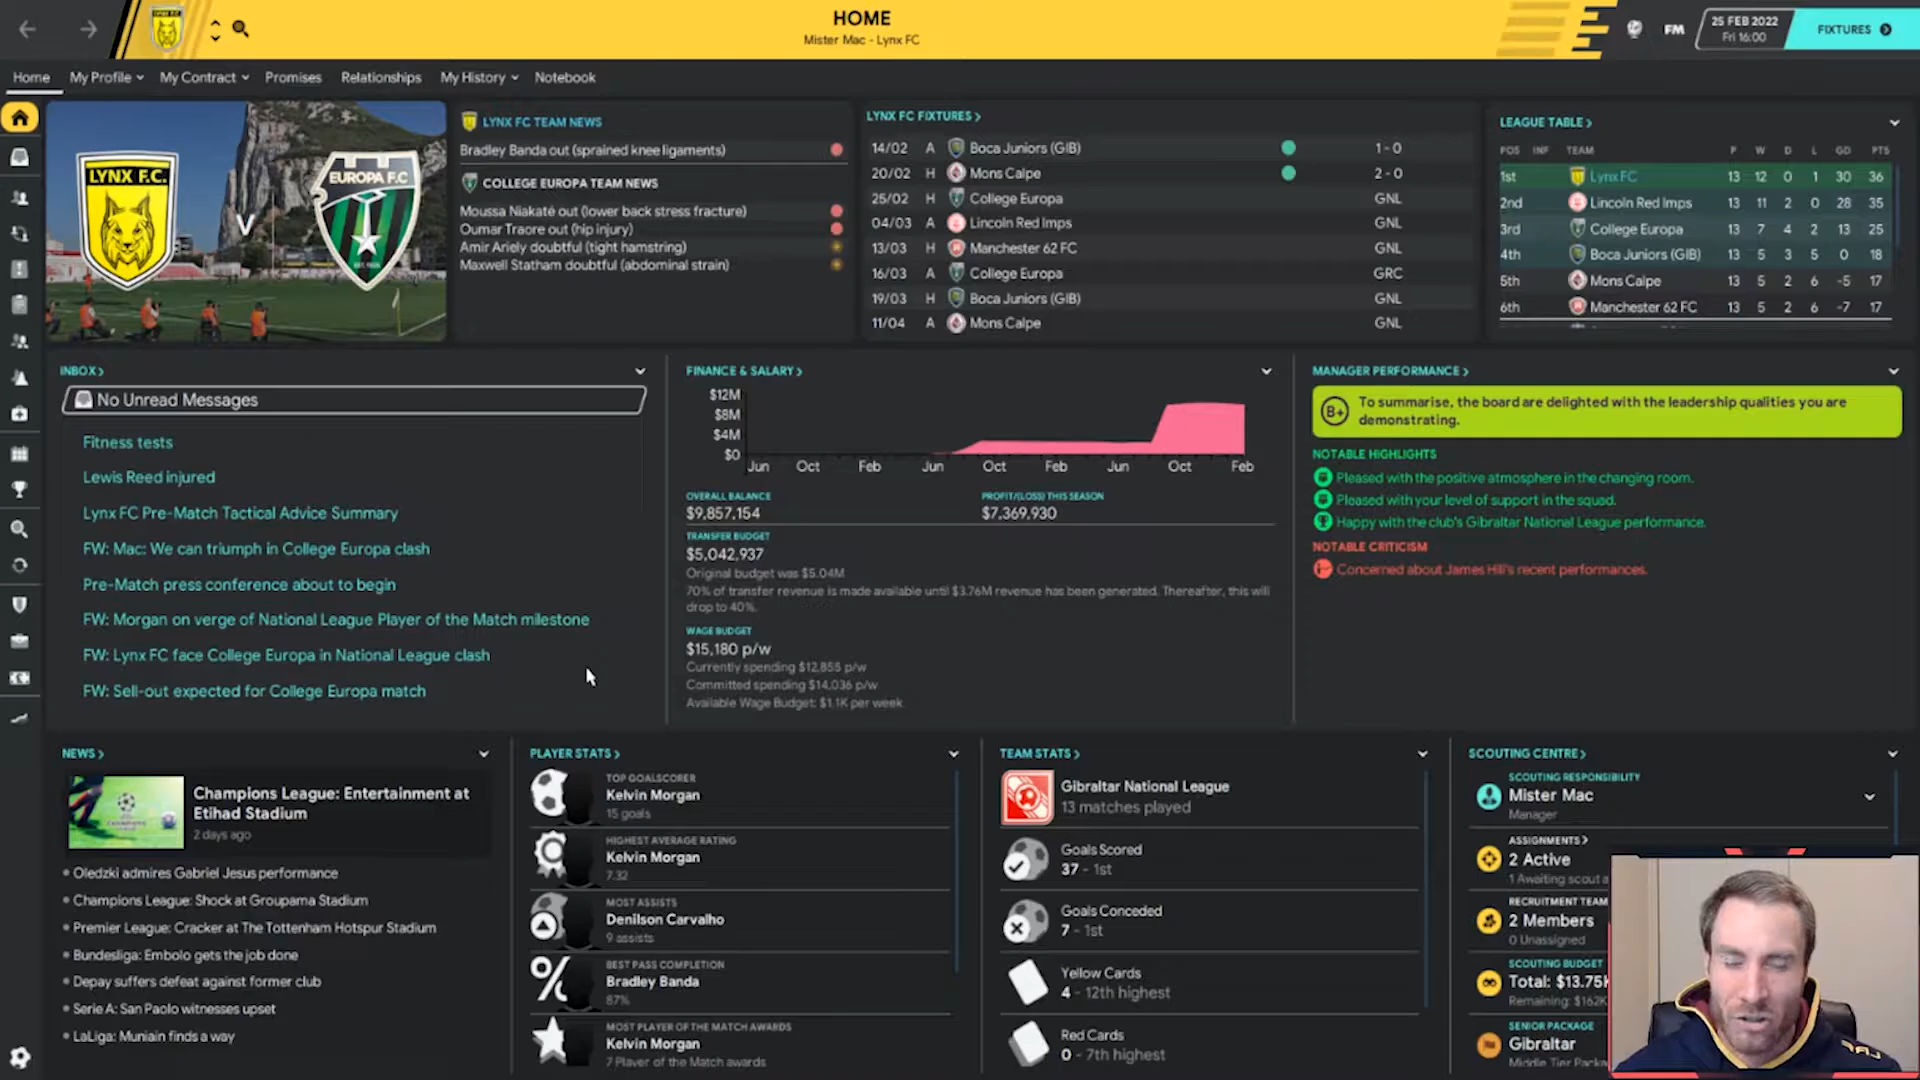 HOME
Mister Mac - Lynx FC
FM
25 FEB 2022
Fri 16:00
FIXTURES
Home
My Profile
My Contract
Promises
Relationships
My History
Notebook
LYNX F.C.
V
EUROPA F.C
LYNX FC TEAM NEWS
Bradley Banda out (sprained knee ligaments)
COLLEGE EUROPA TEAM NEWS
Moussa Niakaté out (lower back stress fracture)
Oumar Traore out (hip injury)
Amir Ariely doubtful (tight hamstring)
Maxwell Statham doubtful (abdominal strain)
LYNX FC FIXTURES >
14/02 A Boca Juniors (GIB) 1 - 0
20/02 H Mons Calpe 2 - 0
25/02 H College Europa GNL
04/03 A Lincoln Red Imps GNL
13/03 H Manchester 62 FC GNL
16/03 A College Europa GRC
19/03 H Boca Juniors (GIB) GNL
11/04 A Mons Calpe GNL
LEAGUE TABLE >
POS INF TEAM P W D L GD PTS
1st Lynx FC 13 12 0 1 30 36
2nd Lincoln Red Imps 13 11 2 0 28 35
3rd College Europa 13 7 4 2 13 25
4th Boca Juniors (GIB) 13 5 3 5 0 18
5th Mons Calpe 13 5 2 6 -5 17
6th Manchester 62 FC 13 5 2 6 -7 17
INBOX >
No Unread Messages
Fitness tests
Lewis Reed injured
Lynx FC Pre-Match Tactical Advice Summary
FW: Mac: We can triumph in College Europa clash
Pre-Match press conference about to begin
FW: Morgan on verge of National League Player of the Match milestone
FW: Lynx FC face College Europa in National League clash
FW: Sell-out expected for College Europa match
FINANCE & SALARY >
$12M
$8M
$4M
$0
Jun Oct Feb Jun Oct Feb Jun Oct Feb
OVERALL BALANCE
$9,857,154
PROFIT/(LOSS) THIS SEASON
$7,369,930
TRANSFER BUDGET
$5,042,937
Original budget was $5.04M
70% of transfer revenue is made available until $3.76M revenue has been generated. Thereafter, this will
drop to 40%.
WAGE BUDGET
$15,180 p/w
Currently spending $12,855 p/w
Committed spending $14,036 p/w
Available Wage Budget: $1.1K per week
MANAGER PERFORMANCE >
B+
To summarise, the board are delighted with the leadership qualities you are
demonstrating.
NOTABLE HIGHLIGHTS
Pleased with the positive atmosphere in the changing room.
Pleased with your level of support in the squad.
Happy with the club's Gibraltar National League performance.
NOTABLE CRITICISM
Concerned about James Hill's recent performances.
NEWS >
Champions League: Entertainment at
Etihad Stadium
2 days ago
• Oledzki admires Gabriel Jesus performance
• Champions League: Shock at Groupama Stadium
• Premier League: Cracker at The Tottenham Hotspur Stadium
• Bundesliga: Embolo gets the job done
• Depay suffers defeat against former club
• Serie A: San Paolo witnesses upset
• LaLiga: Muniain finds a way
PLAYER STATS >
TOP GOALSCORER
Kelvin Morgan
15 goals
HIGHEST AVERAGE RATING
Kelvin Morgan
7.32
MOST ASSISTS
Denilson Carvalho
9 assists
BEST PASS COMPLETION
Bradley Banda
87%
MOST PLAYER OF THE MATCH AWARDS
Kelvin Morgan
7 Player of the Match awards
TEAM STATS >
Gibraltar National League
13 matches played
Goals Scored
37 - 1st
Goals Conceded
7 - 1st
Yellow Cards
4 - 12th highest
Red Cards
0 - 7th highest
SCOUTING CENTRE >
SCOUTING RESPONSIBILITY
Mister Mac
Manager
ASSIGNMENTS >
2 Active
1 Awaiting scout a
RECRUITMENT TEAM
2 Members
0 Unassigned
SCOUTING BUDGET
Total: $13.75K
Remaining: $162K
SENIOR PACKAGE
Gibraltar
Middle Tier Packa